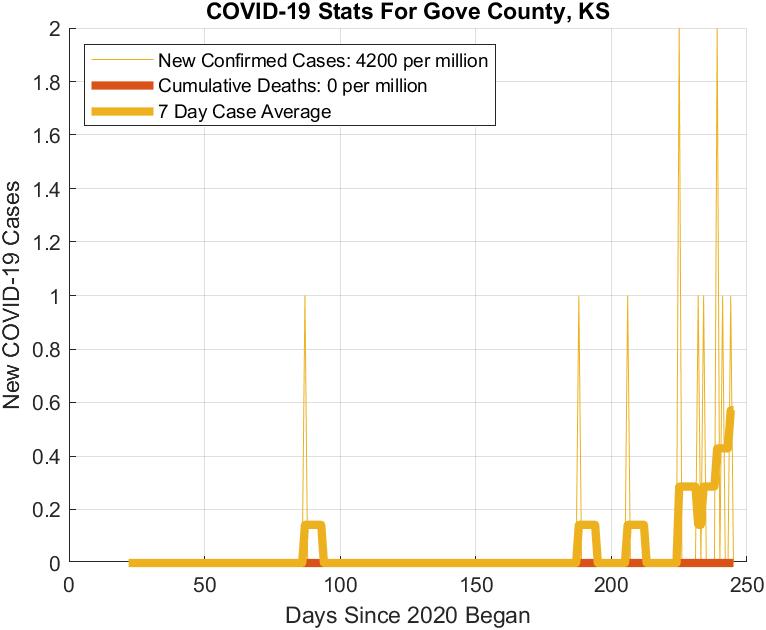 COVID-19 Stats For Gove County, KS
New Confirmed Cases: 4200 per million
Cumulative Deaths: 0 per million
7 Day Case Average
New COVID-19 Cases
2
1.8
1.6
1.4
1.2
1
0.8
0.6
0.4
0.2
0
0 50 100 150 200 250
Days Since 2020 Began